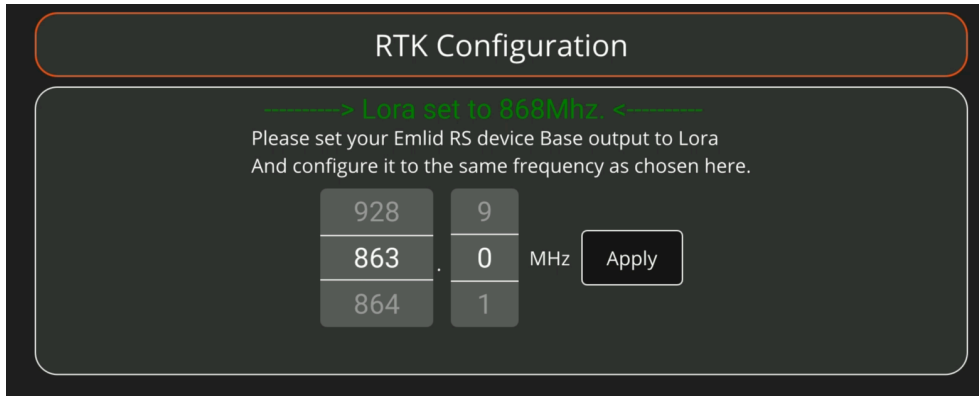 RTK Configuration
----------> Lora set to 868Mhz. <----------
Please set your Emlid RS device Base output to Lora
And configure it to the same frequency as chosen here.
928 9
863 . 0 MHz Apply
864 1